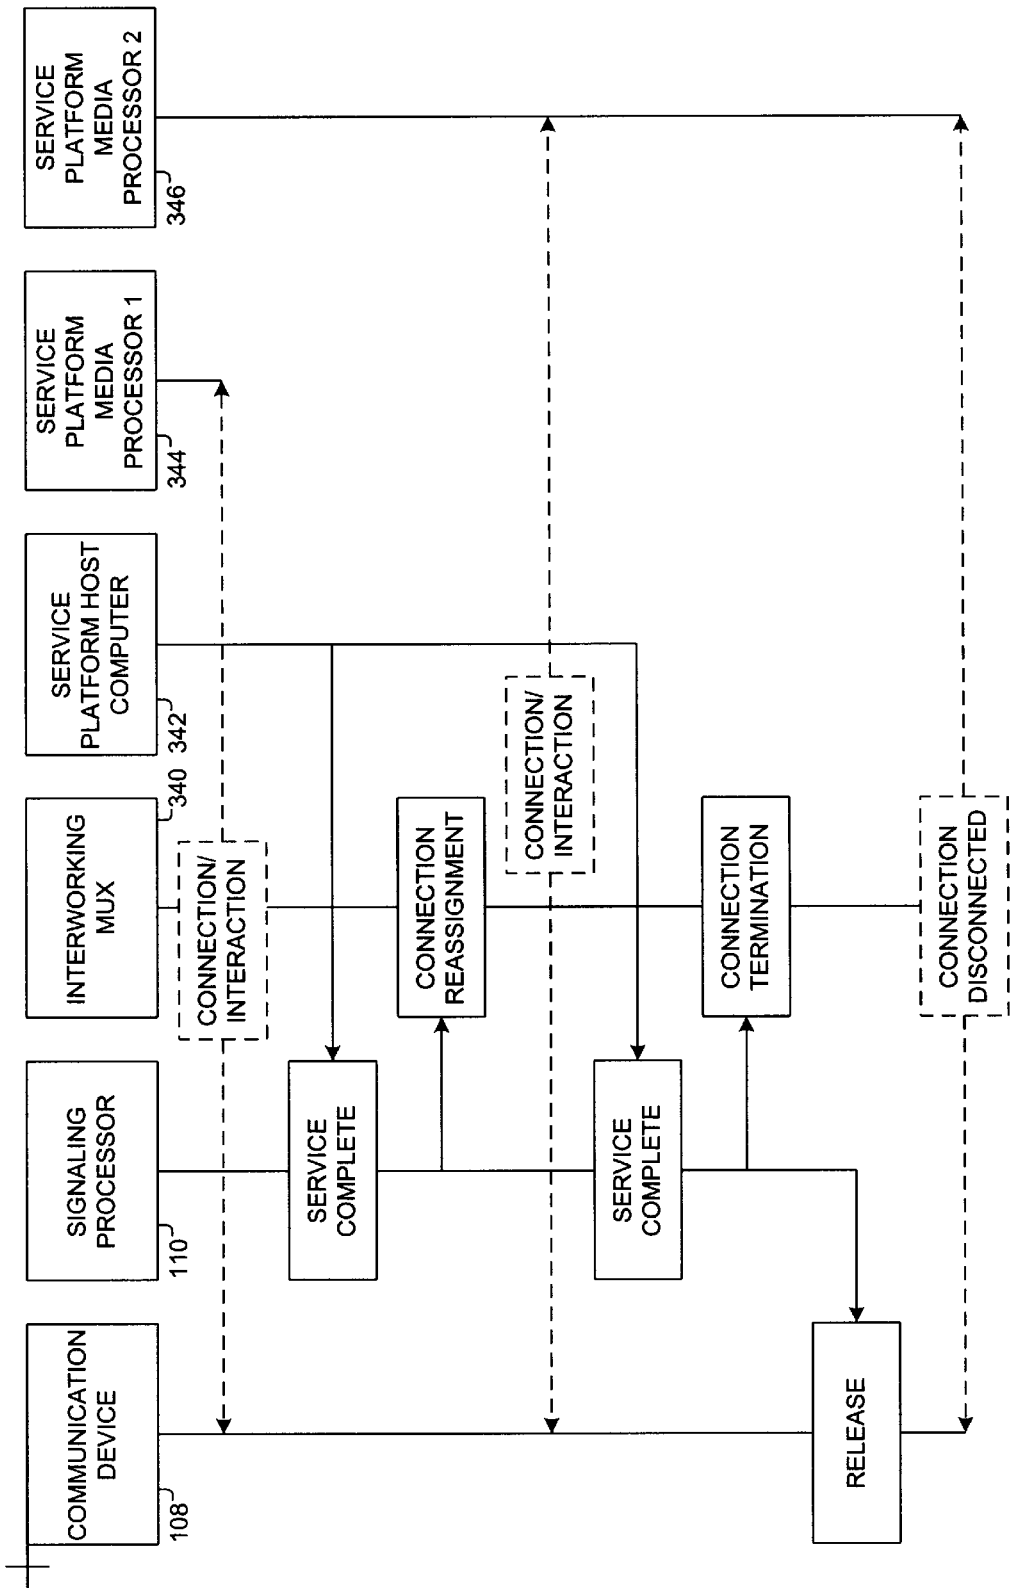 COMMUNICATION
DEVICE
108
SIGNALING
PROCESSOR
110
INTERWORKING
MUX
340
SERVICE
PLATFORM HOST
COMPUTER
342
SERVICE
PLATFORM
MEDIA
PROCESSOR 1
344
SERVICE
PLATFORM
MEDIA
PROCESSOR 2
346
CONNECTION/
INTERACTION
SERVICE
COMPLETE
CONNECTION
REASSIGNMENT
CONNECTION/
INTERACTION
SERVICE
COMPLETE
CONNECTION
TERMINATION
RELEASE
CONNECTION
DISCONNECTED